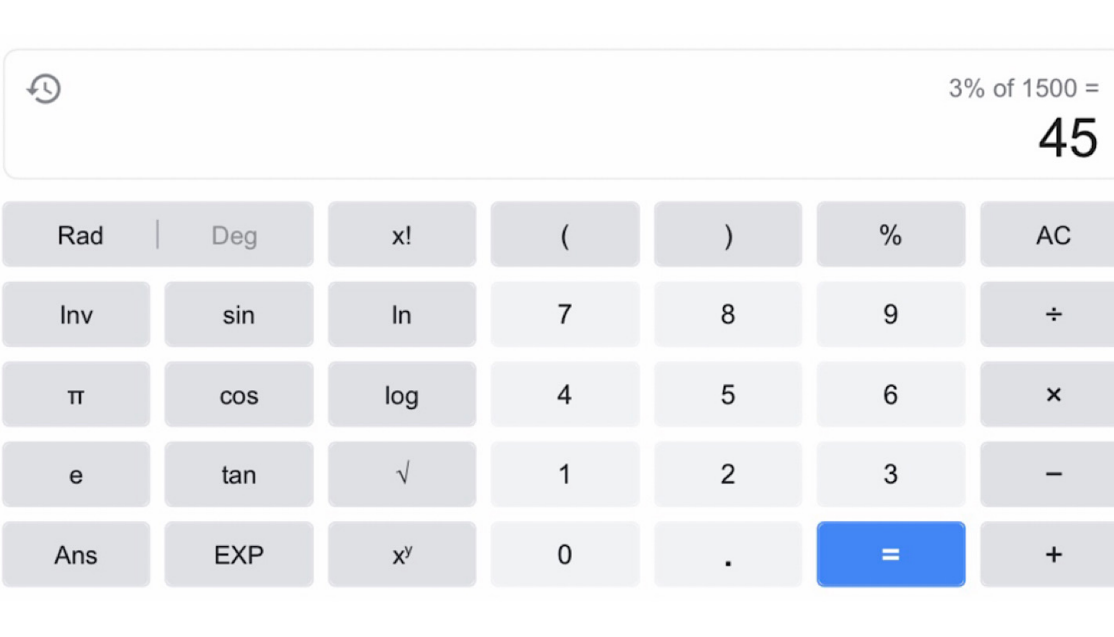 3% of 1500 =
45
Rad | Deg x! ( ) % AC
Inv sin ln 7 8 9 ÷
π cos log 4 5 6 ×
e tan √ 1 2 3 −
Ans EXP xʸ 0 . = +